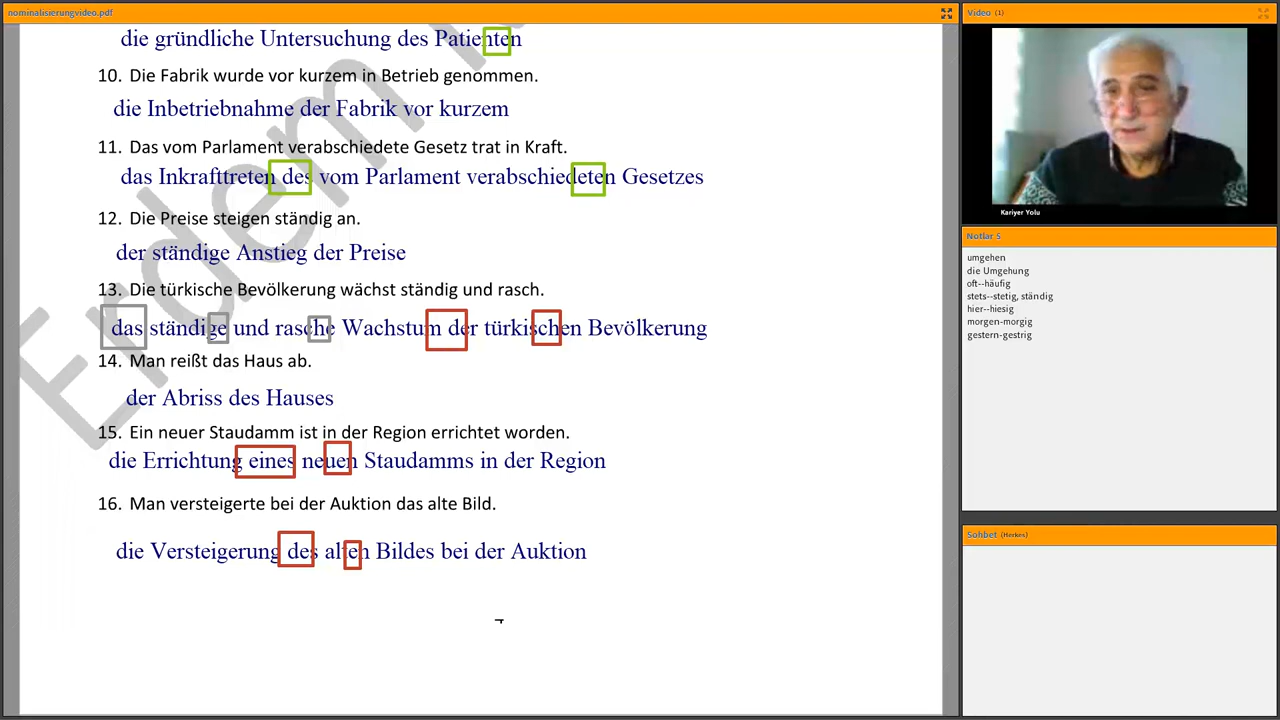 nominalisierungvideo.pdf
die gründliche Untersuchung des Patienten
10. Die Fabrik wurde vor kurzem in Betrieb genommen.
die Inbetriebnahme der Fabrik vor kurzem
11. Das vom Parlament verabschiedete Gesetz trat in Kraft.
das Inkrafttreten des vom Parlament verabschiedeten Gesetzes
12. Die Preise steigen ständig an.
der ständige Anstieg der Preise
13. Die türkische Bevölkerung wächst ständig und rasch.
das ständige und rasche Wachstum der türkischen Bevölkerung
14. Man reißt das Haus ab.
der Abriss des Hauses
15. Ein neuer Staudamm ist in der Region errichtet worden.
die Errichtung eines neuen Staudamms in der Region
16. Man versteigerte bei der Auktion das alte Bild.
die Versteigerung des alten Bildes bei der Auktion
Erdem
Video (1)
Kariyer Yolu
Notlar 5
umgehen
die Umgehung
oft--häufig
stets--stetig, ständig
hier--hiesig
morgen-morgig
gestern-gestrig
Sohbet (Herkes)